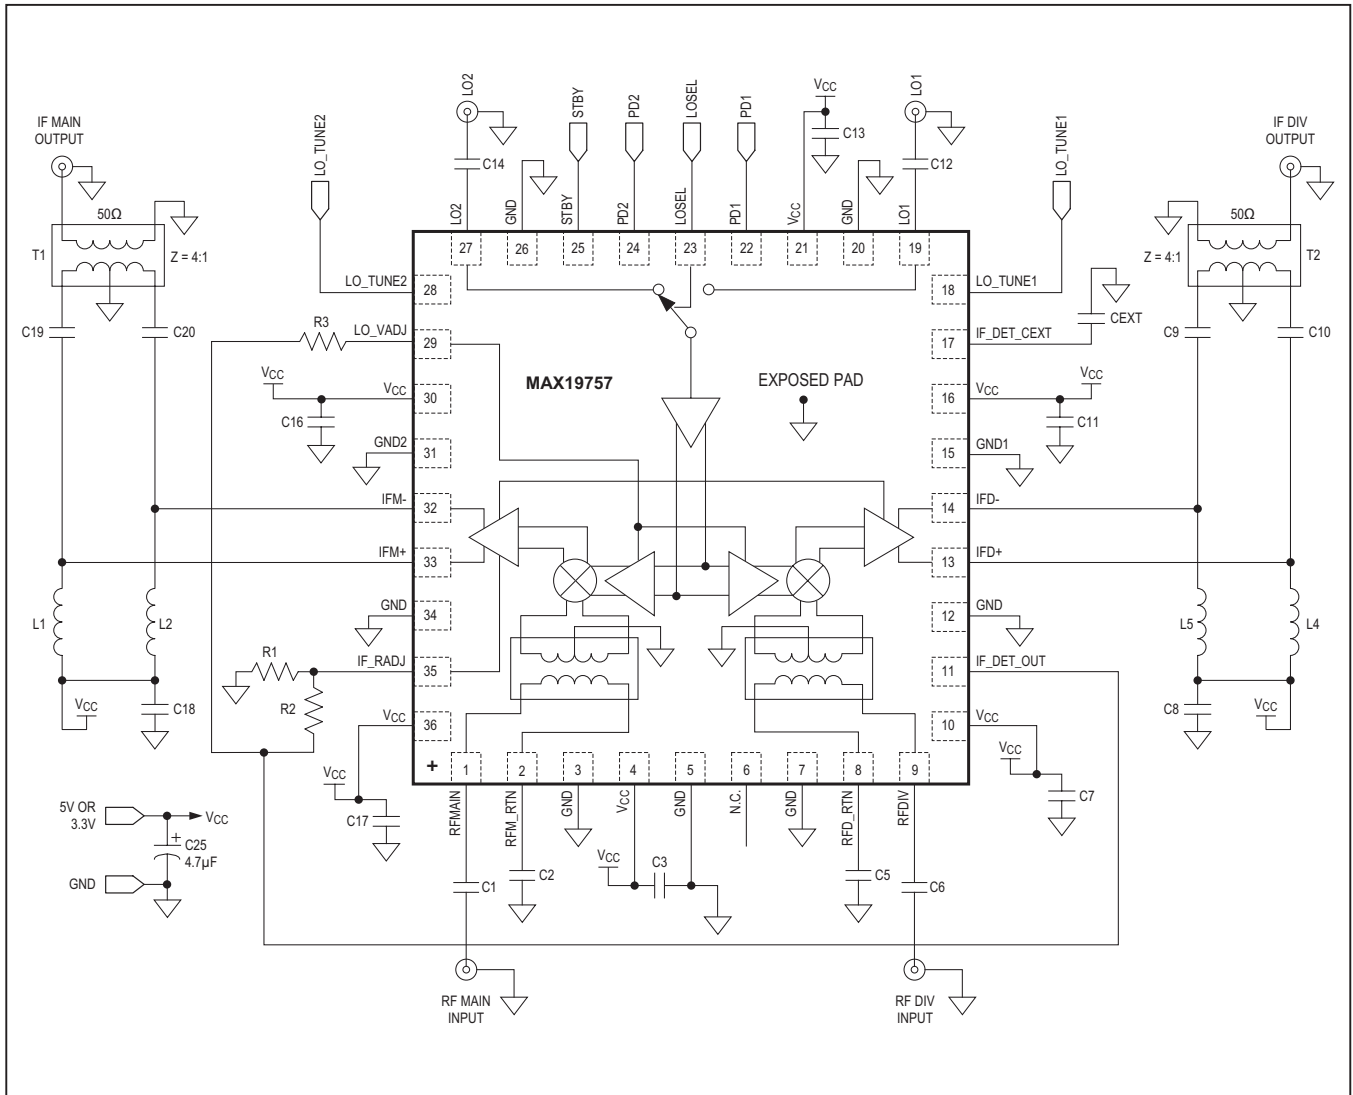 LO2
STBY
PD2
LOSEL
PD1
VCC
LO1
IF MAIN
OUTPUT
LO_TUNE2
C14
C13
C12
LO_TUNE1
IF DIV
OUTPUT
50Ω
T1
Z = 4:1
50Ω
Z = 4:1
T2
LO2
GND
STBY
PD2
LOSEL
PD1
VCC
GND
LO1
27
26
25
24
23
22
21
20
19
LO_TUNE2
28
18
LO_TUNE1
C19
C20
R3
LO_VADJ
29
17
IF_DET_CEXT
CEXT
C9
C10
MAX19757
EXPOSED PAD
VCC
VCC
30
16
VCC
VCC
C16
C11
GND2
31
15
GND1
IFM-
32
14
IFD-
IFM+
33
13
IFD+
GND
34
12
GND
L1
L2
L5
L4
R1
IF_RADJ
35
11
IF_DET_OUT
VCC
C18
R2
VCC
36
10
VCC
C8
VCC
+
1
2
3
4
5
6
7
8
9
VCC
C17
VCC
C7
RFMAIN
RFM_RTN
GND
VCC
GND
N.C.
GND
RFD_RTN
RFDIV
5V OR
3.3V
VCC
+
C25
4.7µF
GND
C1
C2
VCC
C3
C5
C6
RF MAIN
INPUT
RF DIV
INPUT